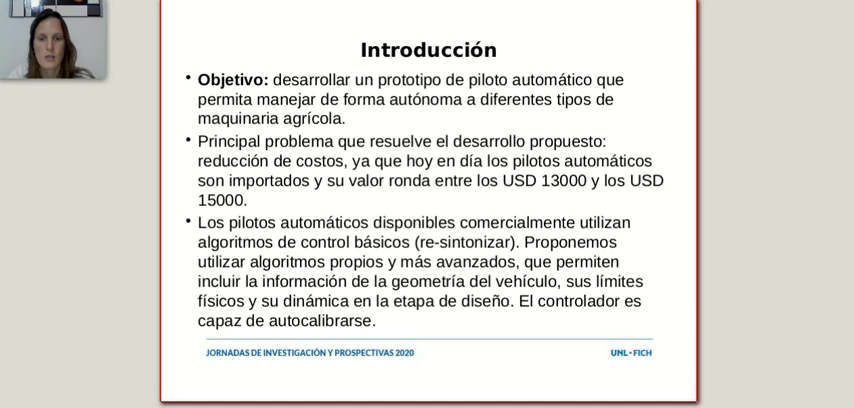 Introducción
• Objetivo: desarrollar un prototipo de piloto automático que
permita manejar de forma autónoma a diferentes tipos de
maquinaria agrícola.
• Principal problema que resuelve el desarrollo propuesto:
reducción de costos, ya que hoy en día los pilotos automáticos
son importados y su valor ronda entre los USD 13000 y los USD
15000.
• Los pilotos automáticos disponibles comercialmente utilizan
algoritmos de control básicos (re-sintonizar). Proponemos
utilizar algoritmos propios y más avanzados, que permiten
incluir la información de la geometría del vehículo, sus límites
físicos y su dinámica en la etapa de diseño. El controlador es
capaz de autocalibrarse.
JORNADAS DE INVESTIGACIÓN Y PROSPECTIVAS 2020
UNL•FICH